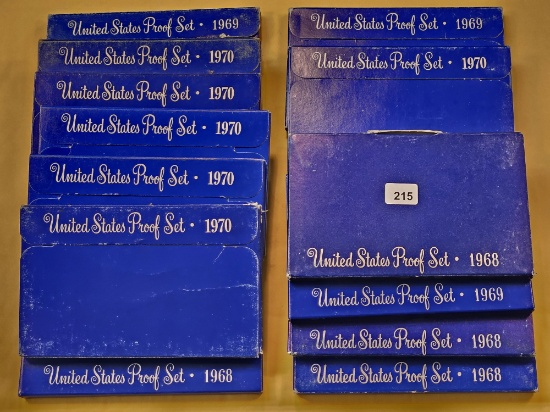 United States Proof Set · 1969
United States Proof Set · 1970
United States Proof Set · 1970
United States Proof Set · 1970
United States Proof Set · 1970
United States Proof Set · 1970
United States Proof Set · 1968
United States Proof Set · 1969
United States Proof Set · 1970
215
United States Proof Set · 1968
United States Proof Set · 1969
United States Proof Set · 1968
United States Proof Set · 1968